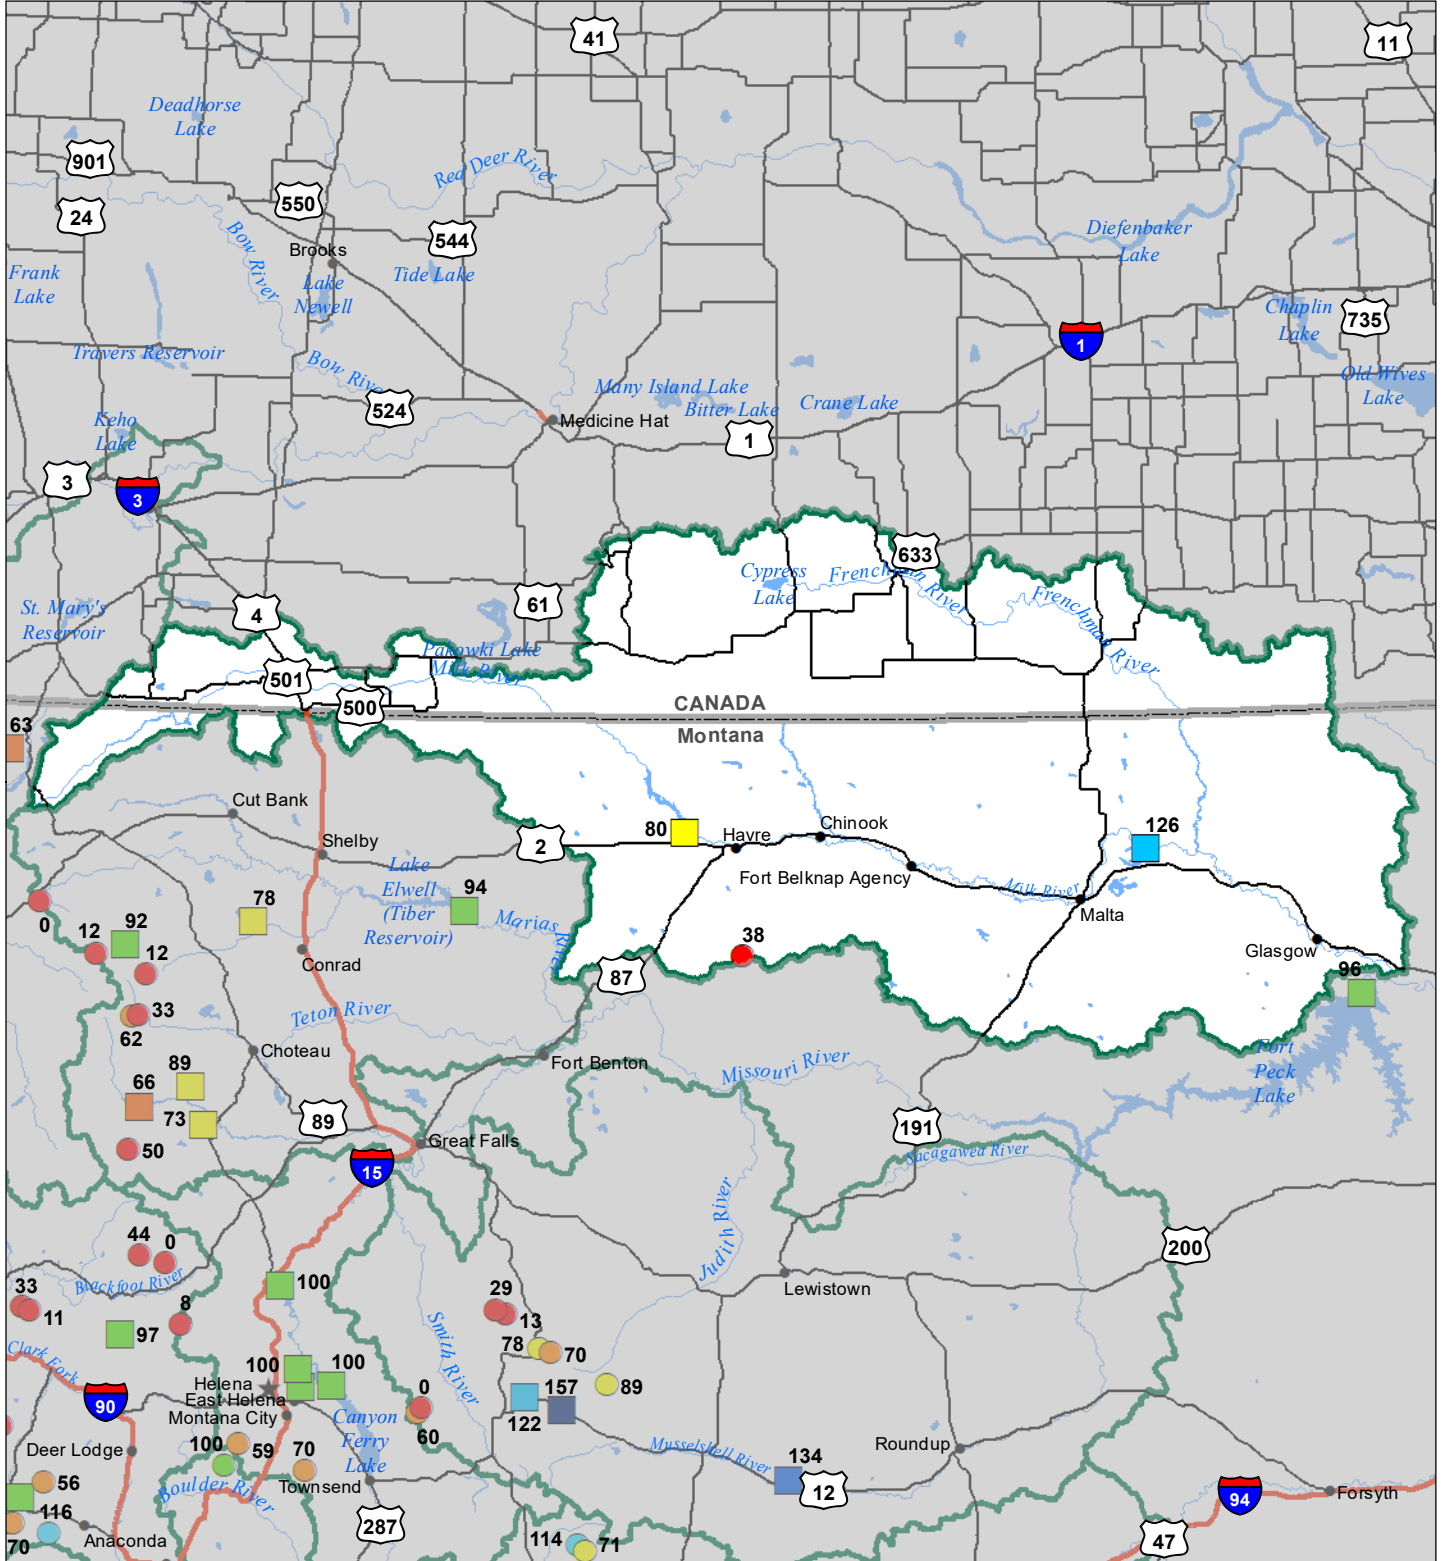 41
11
Deadhorse
Lake
901
Red Deer River
550
24
544
Bow River
Brooks
Diefenbaker
Lake
Frank
Lake
Lake
Newell
Tide Lake
Chaplin
Lake
735
1
Travers Reservoir
Bow River
Many Island Lake
Old Wives
Lake
524
Bitter Lake
Crane Lake
Keho
Lake
Medicine Hat
1
3
3
633
Cypress
Lake
Frenchman River
Frenchman River
61
4
St. Mary's
Reservoir
Pakowki Lake
Milk River
501
500
CANADA
Montana
63
Cut Bank
80
Havre
Chinook
126
Shelby
2
Lake
Elwell
(Tiber
Reservoir)
94
Fort Belknap Agency
Milk River
Malta
78
Marias River
0
12
92
12
38
Glasgow
Conrad
87
96
33
62
Teton River
Choteau
Fort Benton
Missouri River
Fort
Peck
Lake
89
66
73
89
191
50
Great Falls
15
Sacagawea River
Judith River
44
0
200
Blackfoot River
100
Lewistown
33
11
8
29
13
97
Smith River
78
70
Clark Fork
100
100
Helena
East Helena
Montana City
90
0
60
157
122
89
Canyon
Ferry
Lake
Deer Lodge
100
59
70
Musselshell River
Roundup
134
12
56
Boulder River
Townsend
94
Forsyth
116
287
70
Anaconda
114
71
47